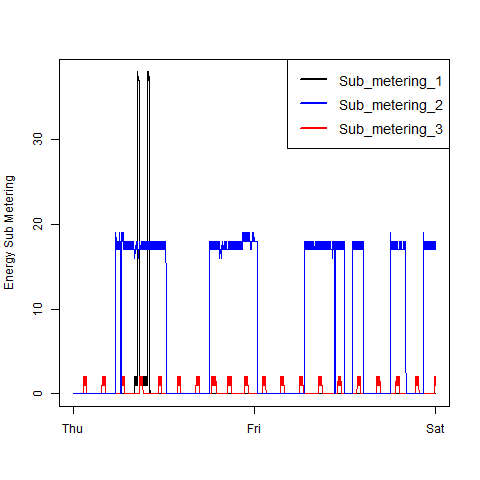 Sub_metering_1
Sub_metering_2
Sub_metering_3
Energy Sub Metering
30
20
10
0
Thu Fri Sat